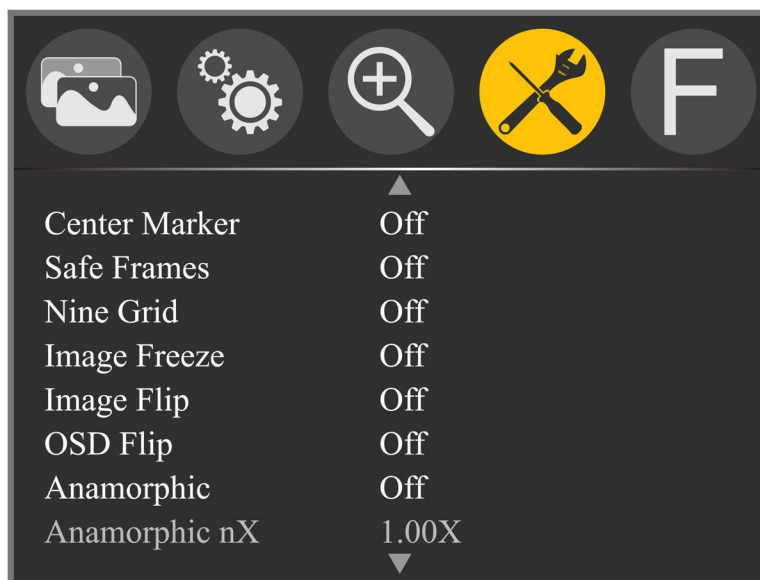 F
Center Marker Off
Safe Frames Off
Nine Grid Off
Image Freeze Off
Image Flip Off
OSD Flip Off
Anamorphic Off
Anamorphic nX 1.00X